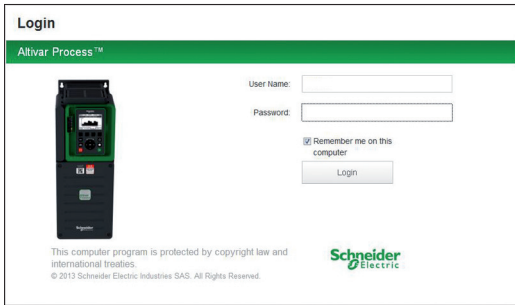 Login
Altivar Process™
User Name:
Password:
Remember me on this
computer
Login
This computer program is protected by copyright law and
international treaties.
© 2013 Schneider Electric Industries SAS. All Rights Reserved.
Schneider
Electric